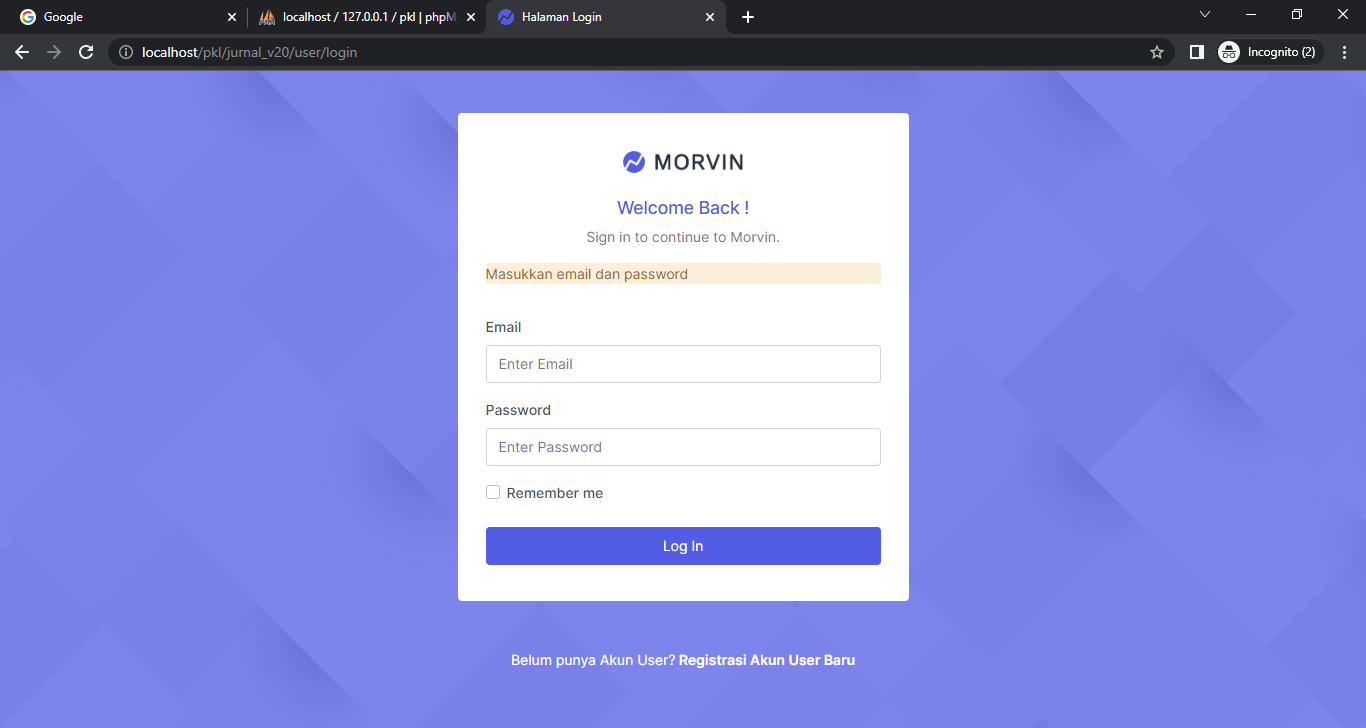 Google
localhost / 127.0.0.1 / pkl | phpM
Halaman Login
localhost/pkl/jurnal_v20/user/login
Incognito (2)
MORVIN
Welcome Back !
Sign in to continue to Morvin.
Masukkan email dan password
Email
Enter Email
Password
Enter Password
Remember me
Log In
Belum punya Akun User? Registrasi Akun User Baru